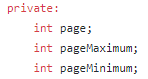 private:
    int page;
    int pageMaximum;
    int pageMinimum;